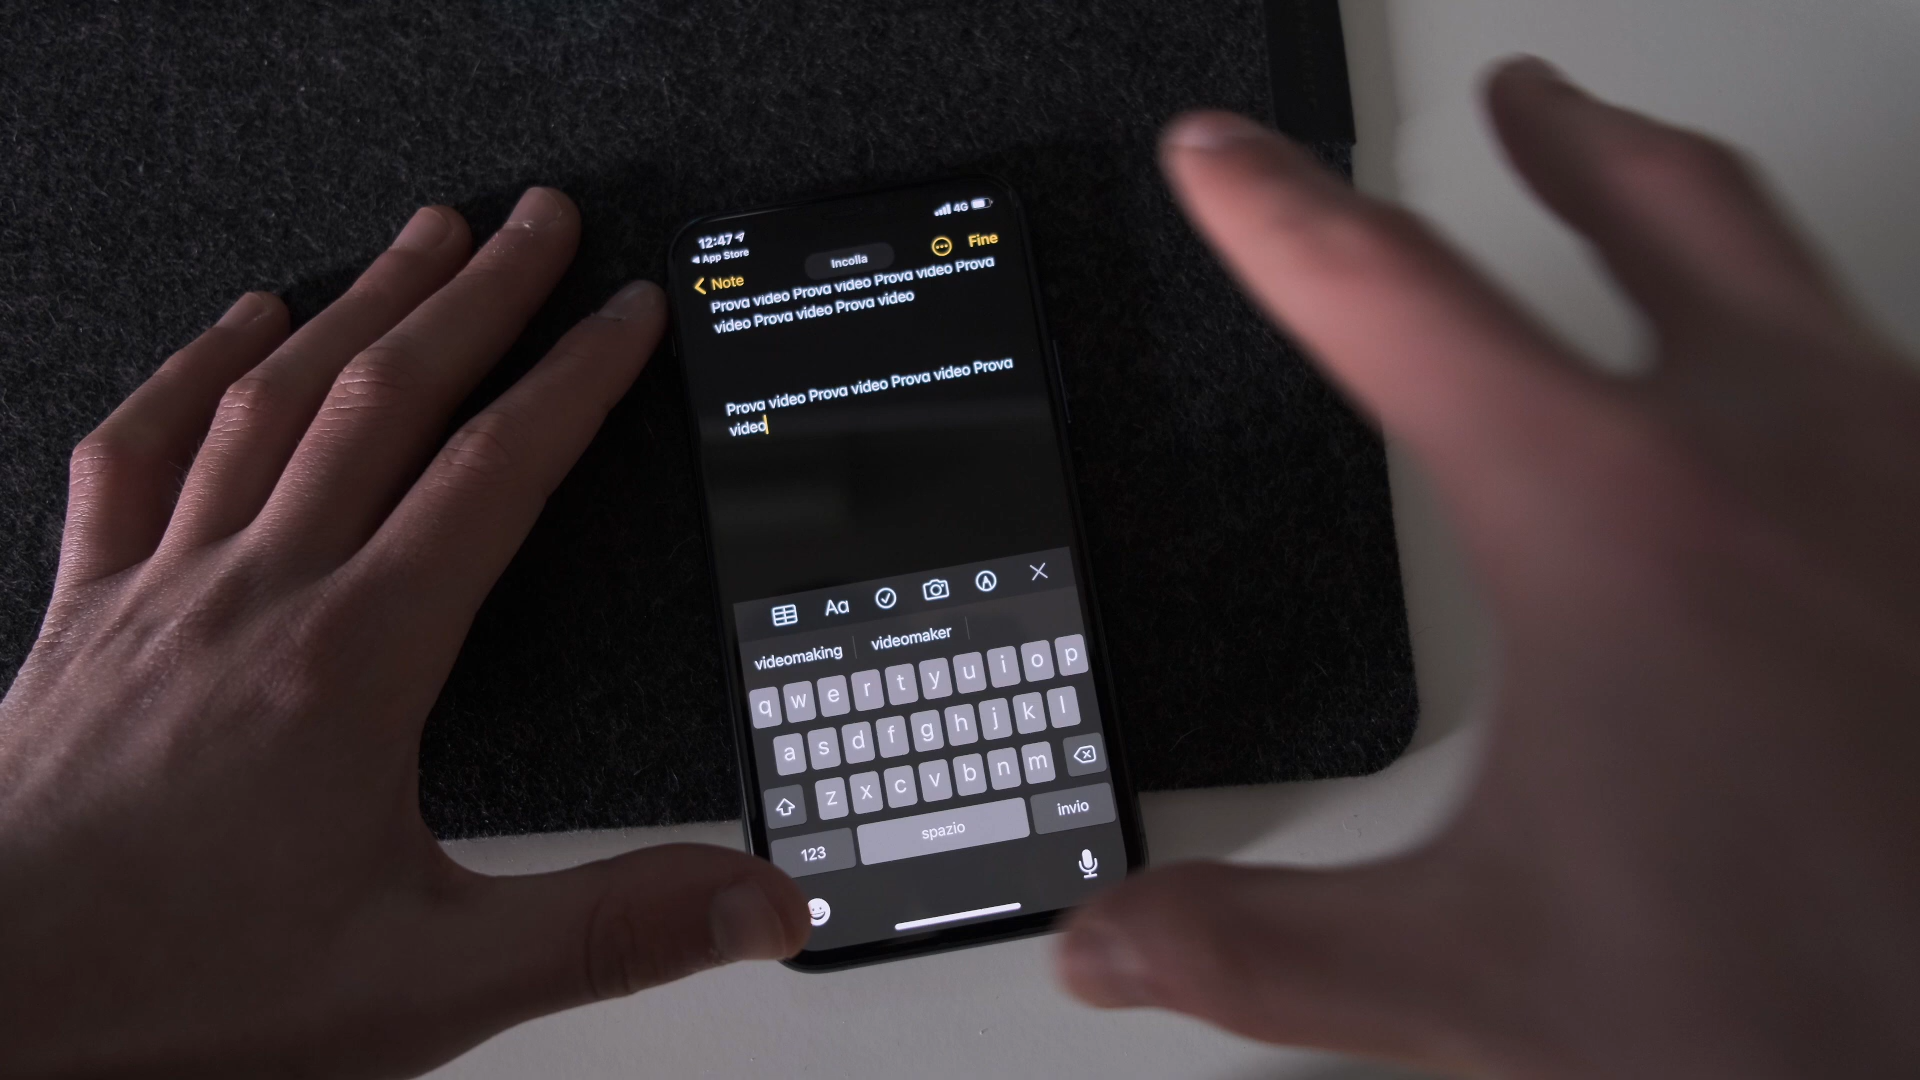 12:47
4G
App Store
Incolla
Fine
Note
Prova video Prova video Prova video Prova
video Prova video Prova video
Prova video Prova video Prova video Prova
video
Aa
videomaking
videomaker
q w e r t y u i o p
a s d f g h j k l
z x c v b n m
123
spazio
invio